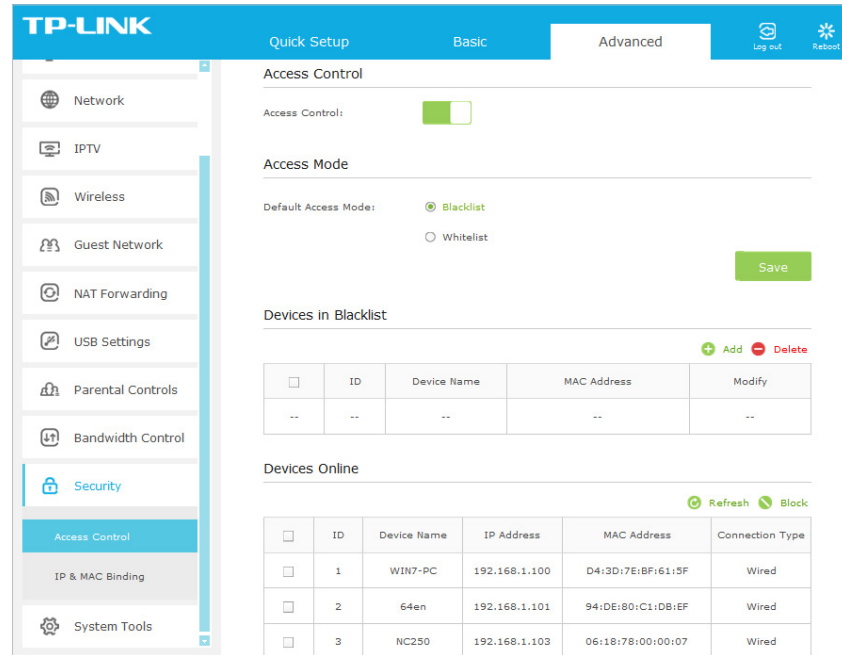 TP-LINK
Quick Setup
Basic
Advanced
Log out
Reboot
Network
IPTV
Wireless
Guest Network
NAT Forwarding
USB Settings
Parental Controls
Bandwidth Control
Security
Access Control
IP & MAC Binding
System Tools
Access Control
Access Control:
Access Mode
Default Access Mode: Blacklist
Whitelist
Save
Devices in Blacklist
Add Delete
ID Device Name MAC Address Modify
-- -- -- -- --
Devices Online
Refresh Block
ID Device Name IP Address MAC Address Connection Type
1 WIN7-PC 192.168.1.100 D4:3D:7E:BF:61:5F Wired
2 64en 192.168.1.101 94:DE:80:C1:DB:EF Wired
3 NC250 192.168.1.103 06:18:78:00:00:07 Wired